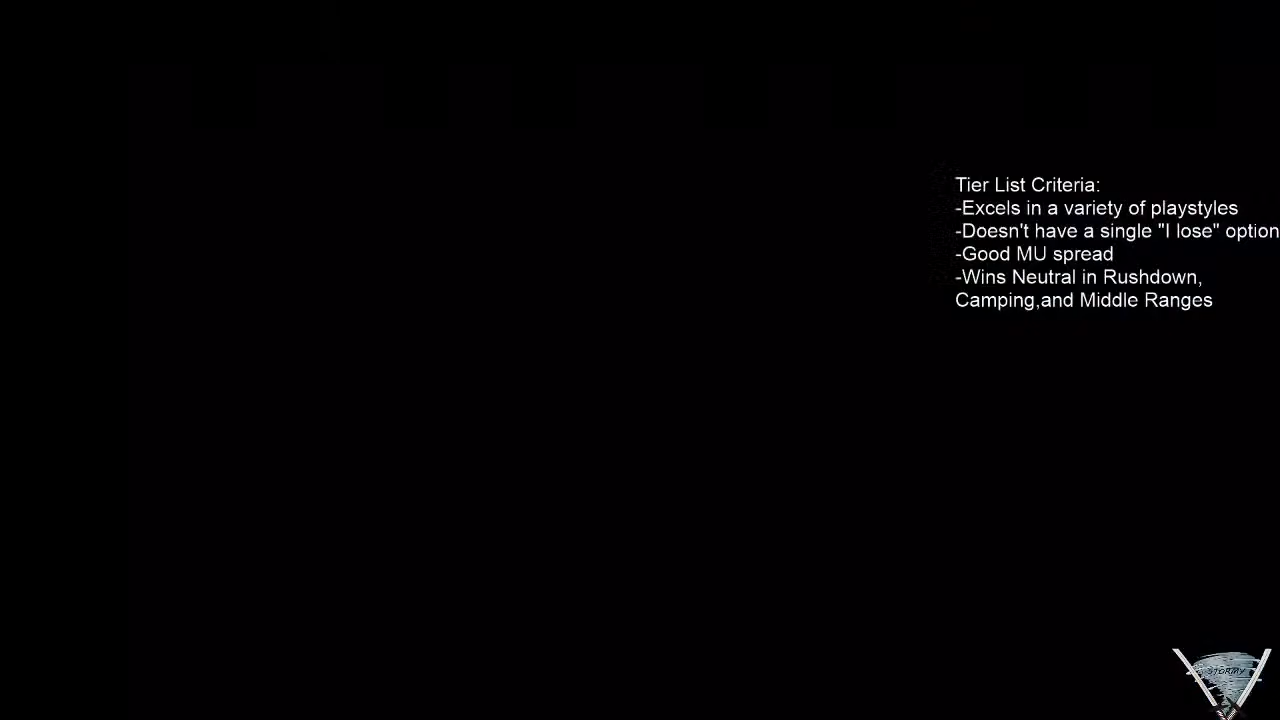 Tier List Criteria:
-Excels in a variety of playstyles
-Doesn't have a single "I lose" option
-Good MU spread
-Wins Neutral in Rushdown,
Camping,and Middle Ranges
STORMY